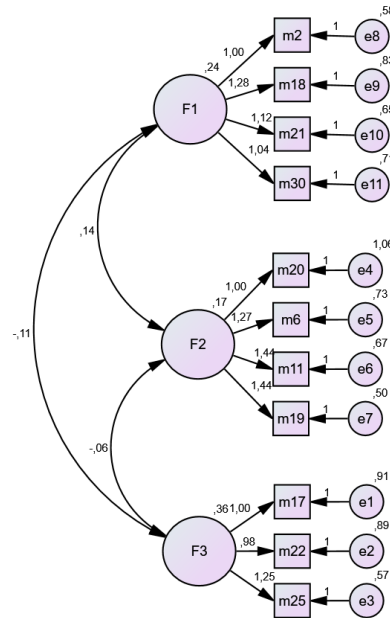 ,58
m2 1 e8
1,00
,24
,83
1,28 m18 1 e9
F1
,65
1,12 m21 1 e10
1,04
,71
m30 1 e11
,14
1,06
m20 1 e4
1,00
,17
,73
1,27 m6 1 e5
-,11
F2
,67
1,44 m11 1 e6
1,44
,50
m19 1 e7
-,06
,91
,36 1,00 m17 1 e1
,89
F3 ,98 m22 1 e2
,57
1,25 m25 1 e3